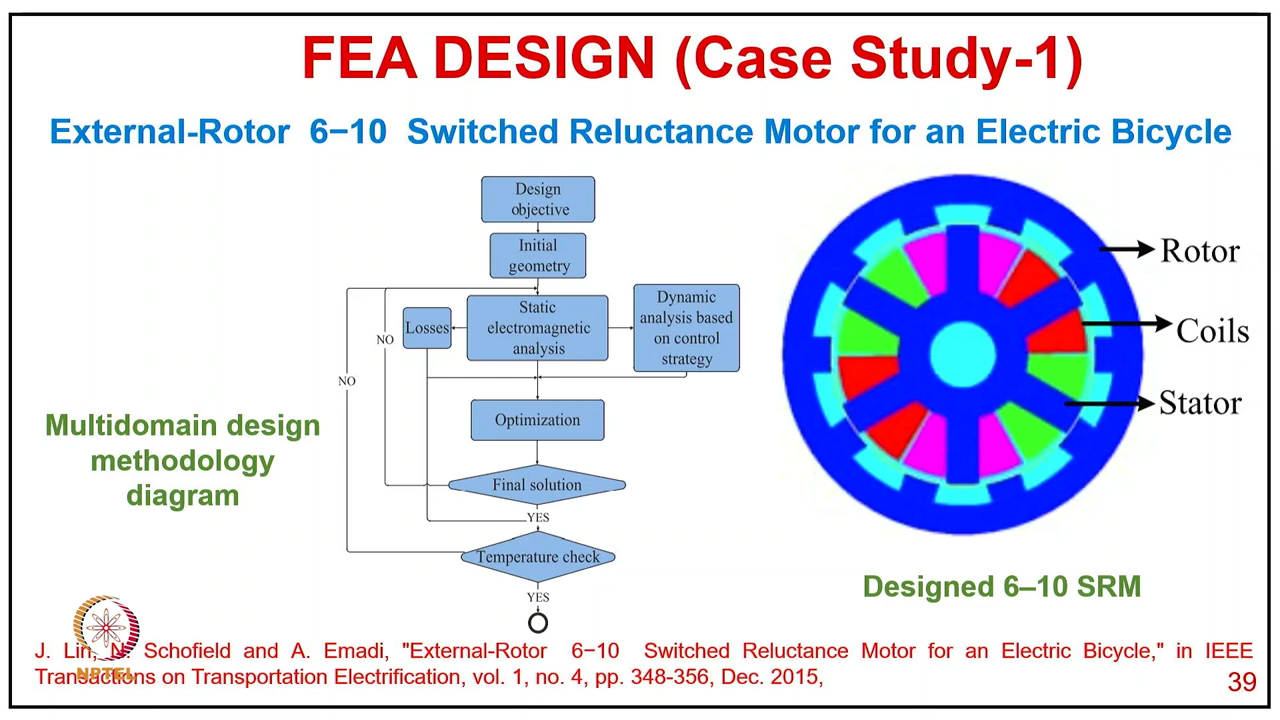 FEA DESIGN (Case Study-1)
External-Rotor 6−10 Switched Reluctance Motor for an Electric Bicycle
Design
objective
Initial
geometry
Static
electromagnetic
analysis
Losses
Dynamic
analysis based
on control
strategy
NO
NO
Optimization
Final solution
YES
Temperature check
YES
Multidomain design
methodology
diagram
Rotor
Coils
Stator
Designed 6–10 SRM
J. Lin, N. Schofield and A. Emadi, "External-Rotor 6−10 Switched Reluctance Motor for an Electric Bicycle," in IEEE
Transactions on Transportation Electrification, vol. 1, no. 4, pp. 348-356, Dec. 2015,
NPTEL
39